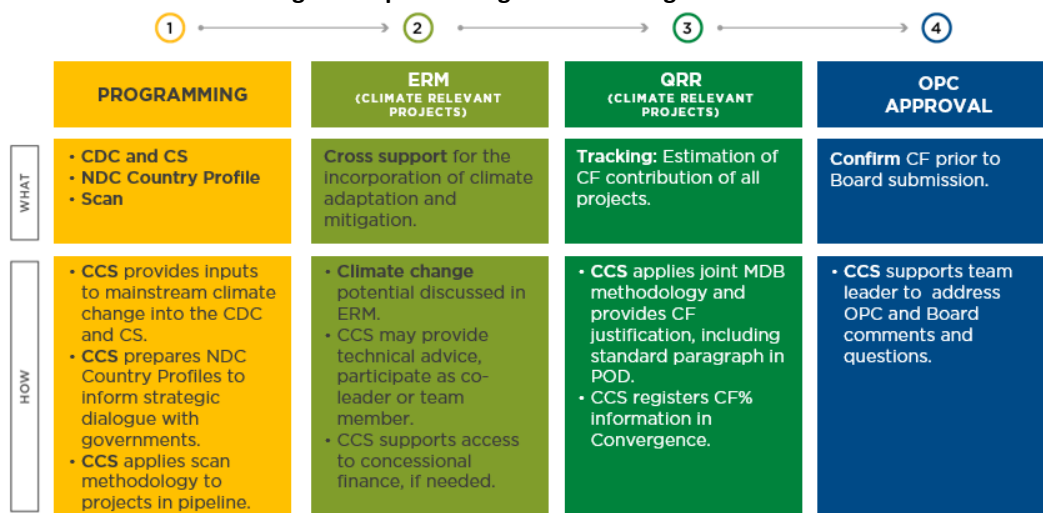 1
2
3
4
PROGRAMMING
ERM
(CLIMATE RELEVANT
PROJECTS)
QRR
(CLIMATE RELEVANT
PROJECTS)
OPC
APPROVAL
WHAT
• CDC and CS
• NDC Country Profile
• Scan
Cross support for the
incorporation of climate
adaptation and
mitigation.
Tracking: Estimation of
CF contribution of all
projects.
Confirm CF prior to
Board submission.
HOW
• CCS provides inputs
to mainstream climate
change into the CDC
and CS.
• CCS prepares NDC
Country Profiles to
inform strategic
dialogue with
governments.
• CCS applies scan
methodology to
projects in pipeline.
• Climate change
potential discussed in
ERM.
• CCS may provide
technical advice,
participate as co-
leader or team
member.
• CCS supports access
to concessional
finance, if needed.
• CCS applies joint MDB
methodology and
provides CF
justification, including
standard paragraph in
POD.
• CCS registers CF%
information in
Convergence.
• CCS supports team
leader to address
OPC and Board
comments and
questions.